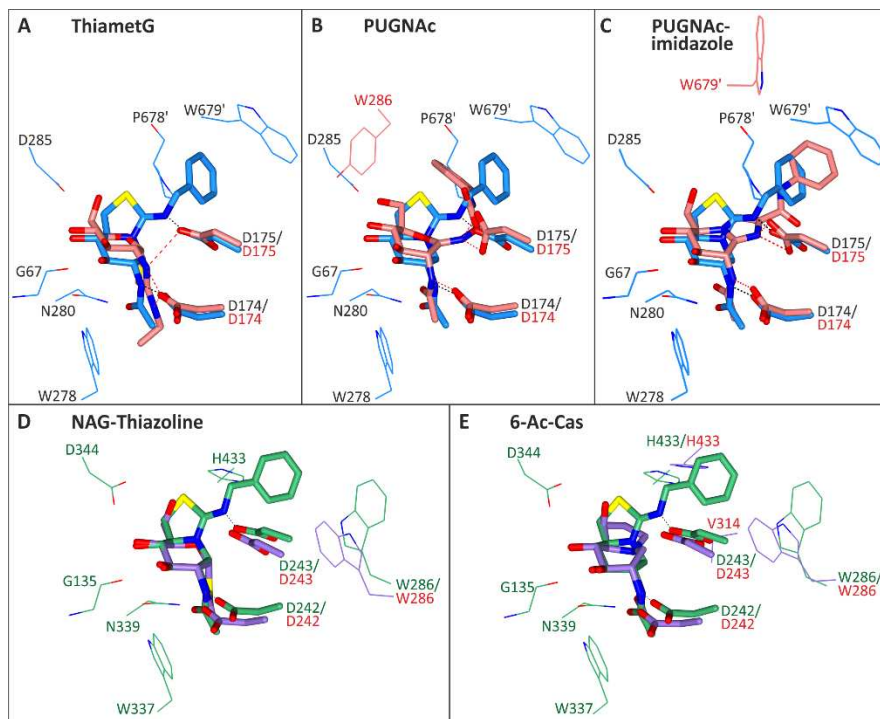 A ThiametG
P678'
W679'
D285
D175/
D175
G67
N280
D174/
D174
W278
B PUGNAc
W286
P678'
W679'
D285
D175/
D175
G67
N280
D174/
D174
W278
C PUGNAc-
imidazole
W679'
P678'
W679'
D285
D175/
D175
G67
N280
D174/
D174
W278
D NAG-Thiazoline
D344
H433
D243/
D243
G135
W286/
W286
N339
D242/
D242
W337
E 6-Ac-Cas
H433/H433
D344
V314
D243/
D243
G135
W286/
W286
N339
D242/
D242
W337